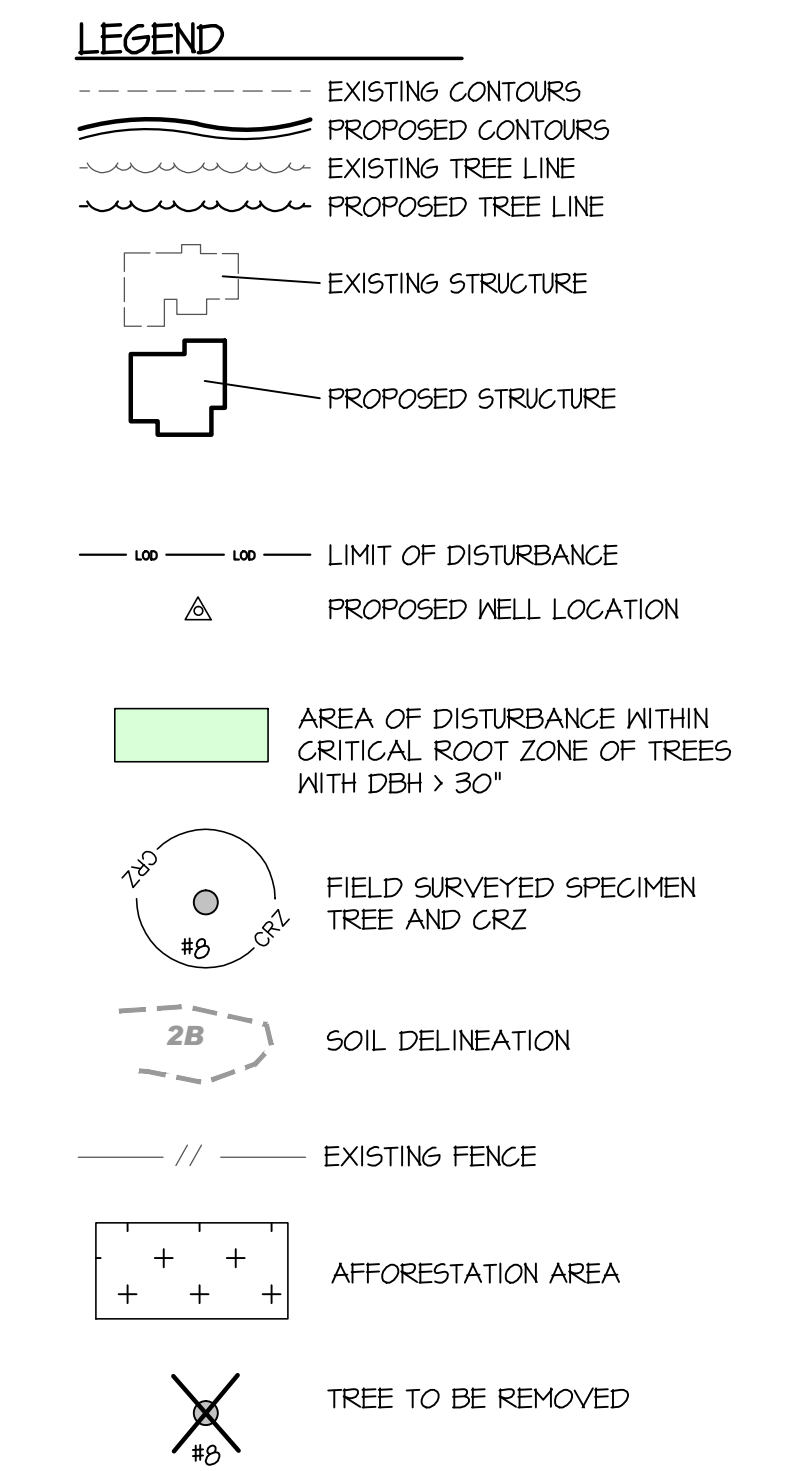 LEGEND
EXISTING CONTOURS
PROPOSED CONTOURS
EXISTING TREE LINE
PROPOSED TREE LINE
EXISTING STRUCTURE
PROPOSED STRUCTURE
LOD LOD LIMIT OF DISTURBANCE
PROPOSED WELL LOCATION
AREA OF DISTURBANCE WITHIN
CRITICAL ROOT ZONE OF TREES
WITH DBH > 30"
CRZ
FIELD SURVEYED SPECIMEN
TREE AND CRZ
CRZ
#8
2B
SOIL DELINEATION
// EXISTING FENCE
AFFORESTATION AREA
TREE TO BE REMOVED
#8